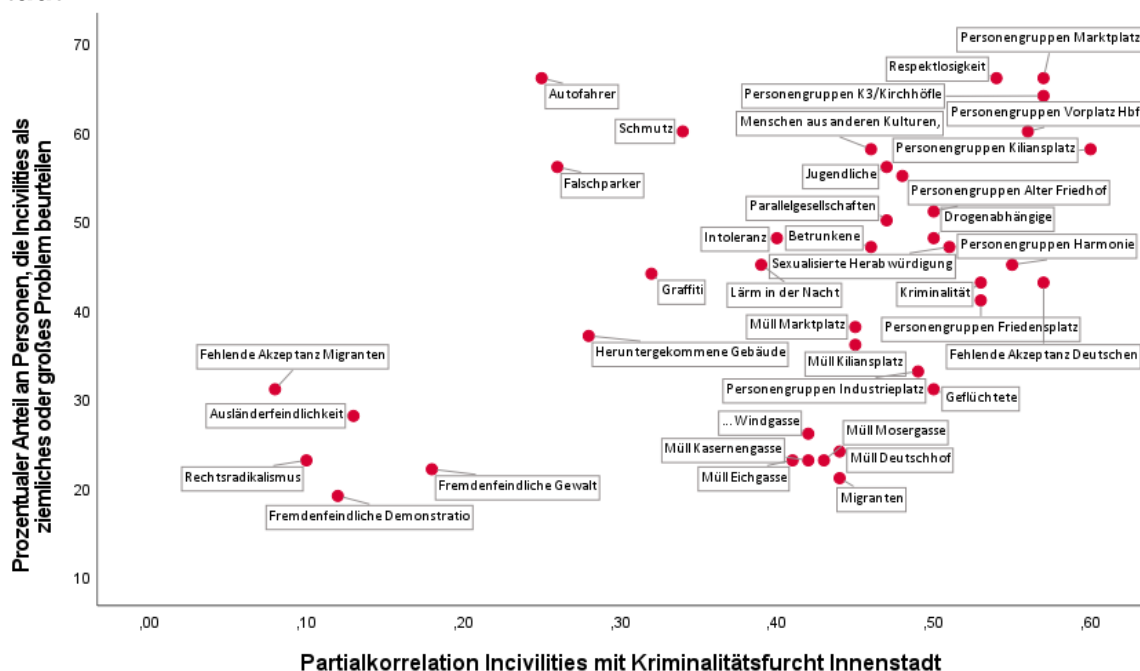 70
60
50
40
30
20
10
,00
,10
,20
,30
,40
,50
,60
Prozentualer Anteil an Personen, die Incivilities als
ziemliches oder großes Problem beurteilen
Partialkorrelation Incivilities mit Kriminalitätsfurcht Innenstadt
Personengruppen Marktplatz
Respektlosigkeit
Autofahrer
Personengruppen K3/Kirchhöfle
Personengruppen Vorplatz Hbf
Menschen aus anderen Kulturen,
Schmutz
Personengruppen Kiliansplatz
Jugendliche
Falschparker
Personengruppen Alter Friedhof
Parallelgesellschaften
Drogenabhängige
Intoleranz
Betrunkene
Personengruppen Harmonie
Sexualisierte Herabwürdigung
Graffiti
Lärm in der Nacht
Kriminalität
Müll Marktplatz
Personengruppen Friedensplatz
Fehlende Akzeptanz Migranten
Heruntergekommene Gebäude
Fehlende Akzeptanz Deutschen
Müll Kiliansplatz
Personengruppen Industrieplatz
Geflüchtete
Ausländerfeindlichkeit
... Windgasse
Müll Mosergasse
Müll Kasernengasse
Müll Deutschhof
Rechtsradikalismus
Müll Eichgasse
Fremdenfeindliche Gewalt
Migranten
Fremdenfeindliche Demonstratio